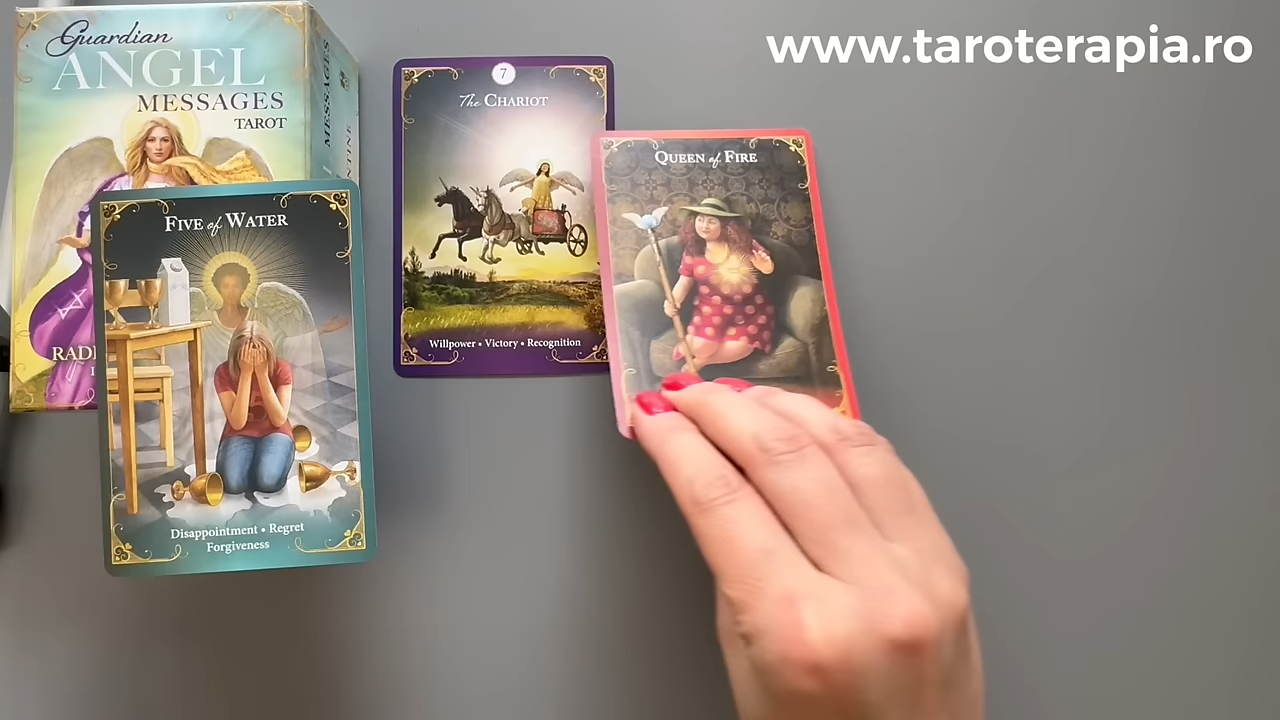 www.taroterapia.ro
Guardian
ANGEL
MESSAGES
TAROT
MESSAGES
FIVE of WATER
Disappointment • Regret
Forgiveness
7
The CHARIOT
Willpower • Victory • Recognition
QUEEN of FIRE